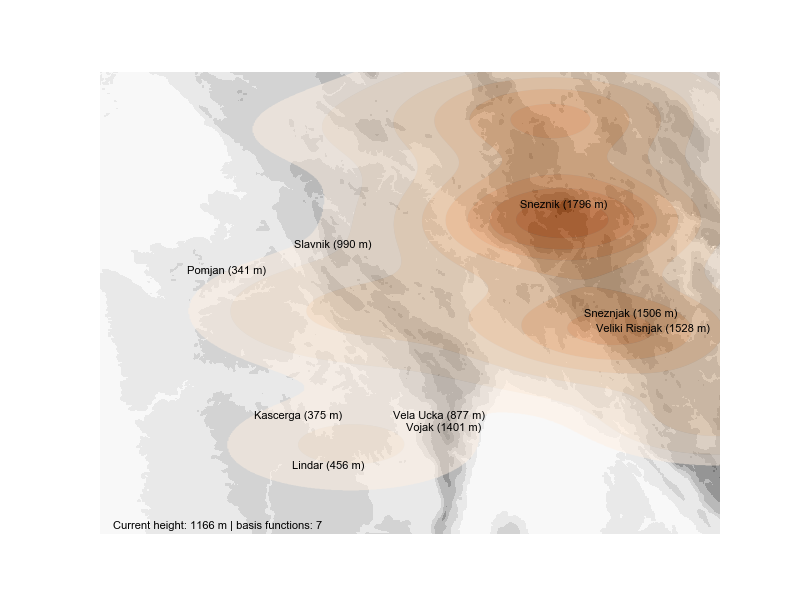 Sneznik (1796 m)
Slavnik (990 m)
Pomjan (341 m)
Sneznjak (1506 m)
Veliki Risnjak (1528 m)
Kascerga (375 m)
Vela Ucka (877 m)
Vojak (1401 m)
Lindar (456 m)
Current height: 1166 m | basis functions: 7